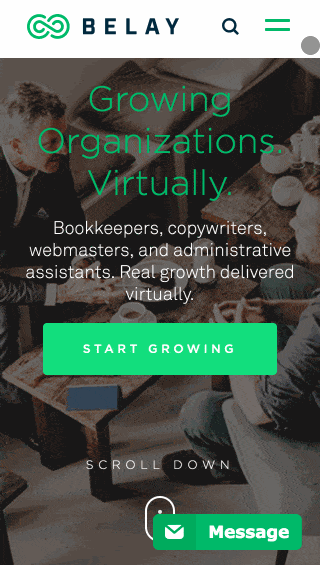 BELAY
Growing
Organizations.
Virtually.
Bookkeepers, copywriters,
webmasters, and administrative
assistants. Real growth delivered
virtually.
START GROWING
SCROLL DOWN
Message